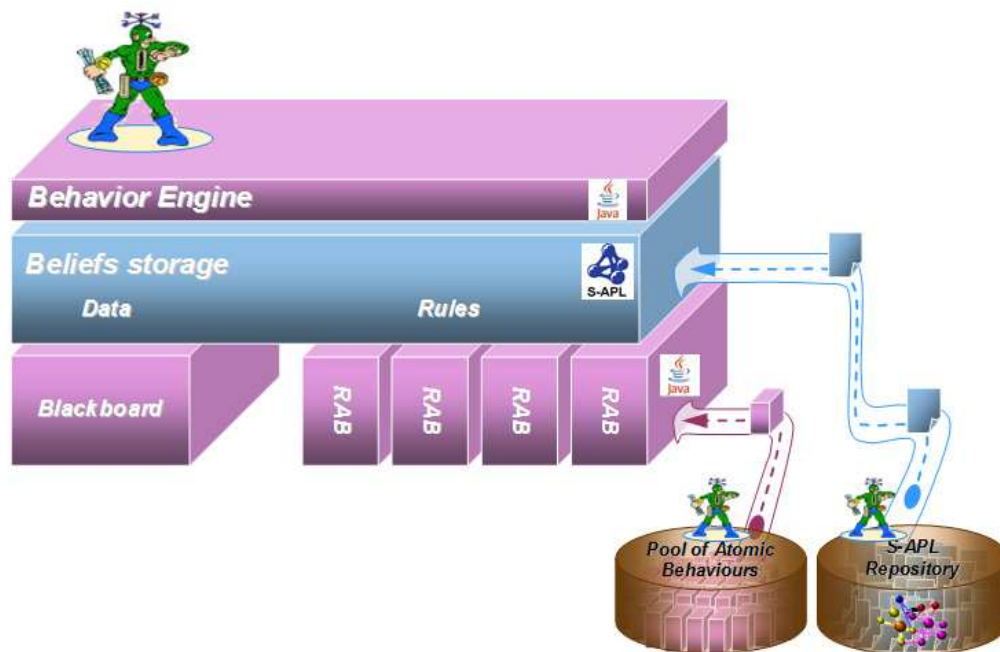 Behavior Engine
Java
Beliefs storage
S-APL
Data
Rules
Blackboard
RAB
RAB
RAB
RAB
Java
Pool of Atomic
Behaviours
S-APL
Repository